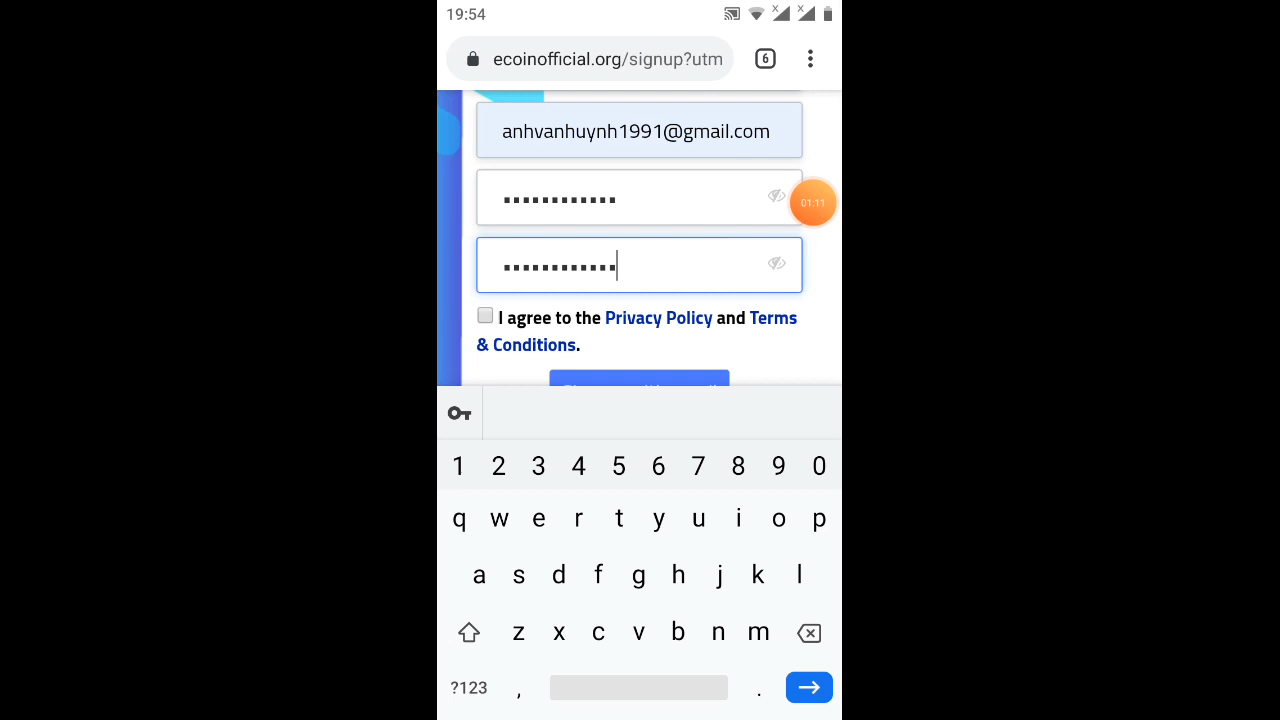 19:54
ecoinofficial.org/signup?utm
6
anhvanhuynh1991@gmail.com
01:11
I agree to the Privacy Policy and Terms
& Conditions.
1 2 3 4 5 6 7 8 9 0
q w e r t y u i o p
a s d f g h j k l
z x c v b n m
?123 , .